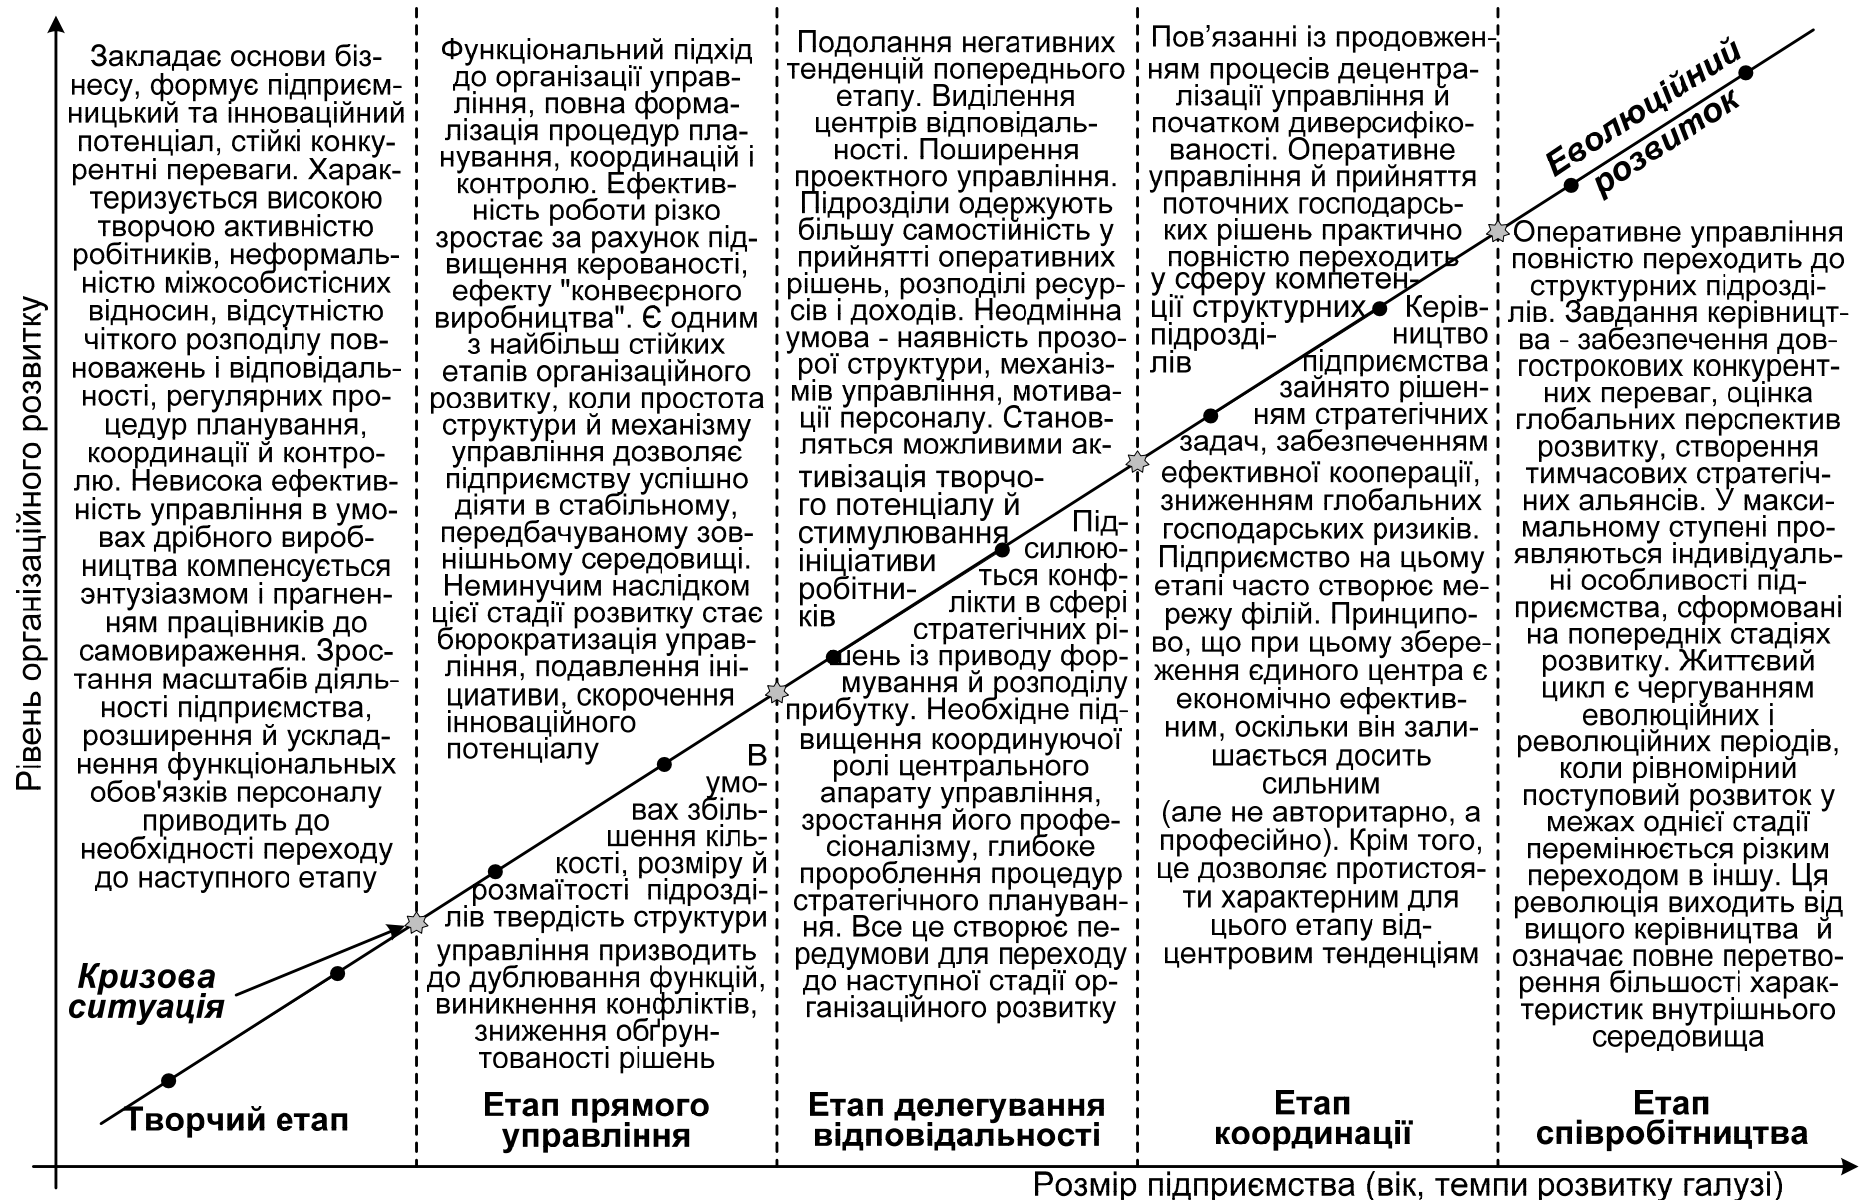 Рівень організаційного розвитку
Закладає основи біз-
несу, формує підприєм-
ницький та інноваційний
потенціал, стійкі конку-
рентні переваги. Харак-
теризується високою
творчою активністю
робітників, неформаль-
ністю міжособистісних
відносин, відсутністю
чіткого розподілу пов-
новажень і відповідаль-
ності, регулярних про-
цедур планування,
координації й контро-
лю. Невисока ефектив-
ність управління в умо-
вах дрібного вироб-
ництва компенсується
энтузіазмом і прагнен-
ням працівників до
самовираження. Зрос-
тання масштабів діяль-
ності підприємства,
розширення й усклад-
нення функціональных
обов'язків персоналу
приводить до
необхідності переходу
до наступного етапу
Кризова
ситуація
Творчий етап
Функціональний підхід
до організації управ-
ління, повна форма-
лізація процедур пла-
нування, координацій і
контролю. Ефектив-
ність роботи різко
зростає за рахунок під-
вищення керованості,
ефекту "конвеєрного
виробництва". Є одним
з найбільш стійких
етапів організаційного
розвитку, коли простота
структури й механізму
управління дозволяє
підприємству успішно
діяти в стабільному,
передбачуваному зов-
нішньому середовищі.
Неминучим наслідком
цієї стадії розвитку стає
бюрократизація управ-
ління, подавлення іні-
циативи, скорочення
інноваційного
потенціалу
В
умо-
вах збіль-
шення кіль-
кості, розміру й
розмаїтості підрозді-
лів твердість структури
управління призводить
до дублювання функцій,
виникнення конфліктів,
зниження обґрун-
тованості рішень
Етап прямого
управління
Подолання негативних
тенденцій попереднього
етапу. Виділення
центрів відповідаль-
ності. Поширення
проектного управління.
Підрозділи одержують
більшу самостійність у
прийнятті оперативних
рішень, розподілі ресур-
сів і доходів. Неодмінна
умова - наявність прозо-
рої структури, механіз-
мів управління, мотива-
ції персоналу. Станов-
ляться можливими ак-
тивізація творчо-
го потенціалу й
стимулювання
ініціативи
робітни-
ків
Під-
силюю-
ться конф-
лікти в сфері
стратегічних рі-
шень із приводу фор-
мування й розподілу
прибутку. Необхідне під-
вищення координуючої
ролі центрального
апарату управління,
зростання його профе-
сіоналізму, глибоке
пророблення процедур
стратегічного плануван-
ня. Все це створює пе-
редумови для переходу
до наступної стадії ор-
ганізаційного розвитку
Етап делегування
відповідальності
Пов’язанні із продовжен-
ням процесів децентра-
лізації управління й
початком диверсифіко-
ваності. Оперативне
управління й прийняття
поточних господарсь-
ких рішень практично
повністю переходить
у сферу компетен-
ції структурних
підрозді-
лів
Керів-
ництво
підприємства
зайнято рішен-
ням стратегічних
задач, забезпеченням
ефективної кооперації,
зниженням глобальних
господарських ризиків.
Підприємство на цьому
етапі часто створює ме-
режу філій. Принципо-
во, що при цьому збере-
ження єдиного центра є
економічно ефектив-
ним, оскільки він зали-
шається досить
сильним
(але не авторитарно, а
професійно). Крім того,
це дозволяє протистоя-
ти характерним для
цього етапу від-
центровим тенденціям
Етап
координації
Еволюційний
розвиток
Оперативне управління
повністю переходить до
структурних підрозді-
лів. Завдання керівницт-
ва - забезпечення дов-
гострокових конкурент-
них переваг, оцінка
глобальних перспектив
розвитку, створення
тимчасових стратегіч-
них альянсів. У макси-
мальному ступені про-
являются індивідуаль-
ні особливості під-
приємства, сформовані
на попередніх стадіях
розвитку. Життєвий
цикл є чергуванням
еволюційних і
революційних періодів,
коли рівномірний
поступовий розвиток у
межах однієї стадії
перемінюється різким
переходом в іншу. Ця
революція виходить від
вищого керівництва й
означає повне перетво-
рення більшості харак-
теристик внутрішнього
середовища
Етап
співробітництва
Розмір підприємства (вік, темпи розвитку галузі)